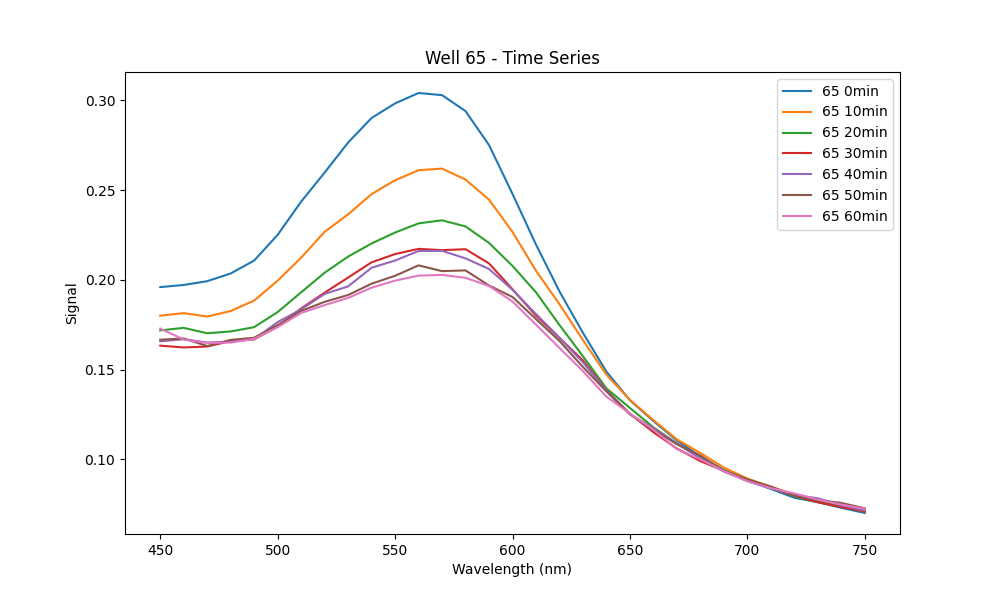 Well 65 - Time Series
Signal
0.30
0.25
0.20
0.15
0.10
65 0min
65 10min
65 20min
65 30min
65 40min
65 50min
65 60min
450 500 550 600 650 700 750
Wavelength (nm)